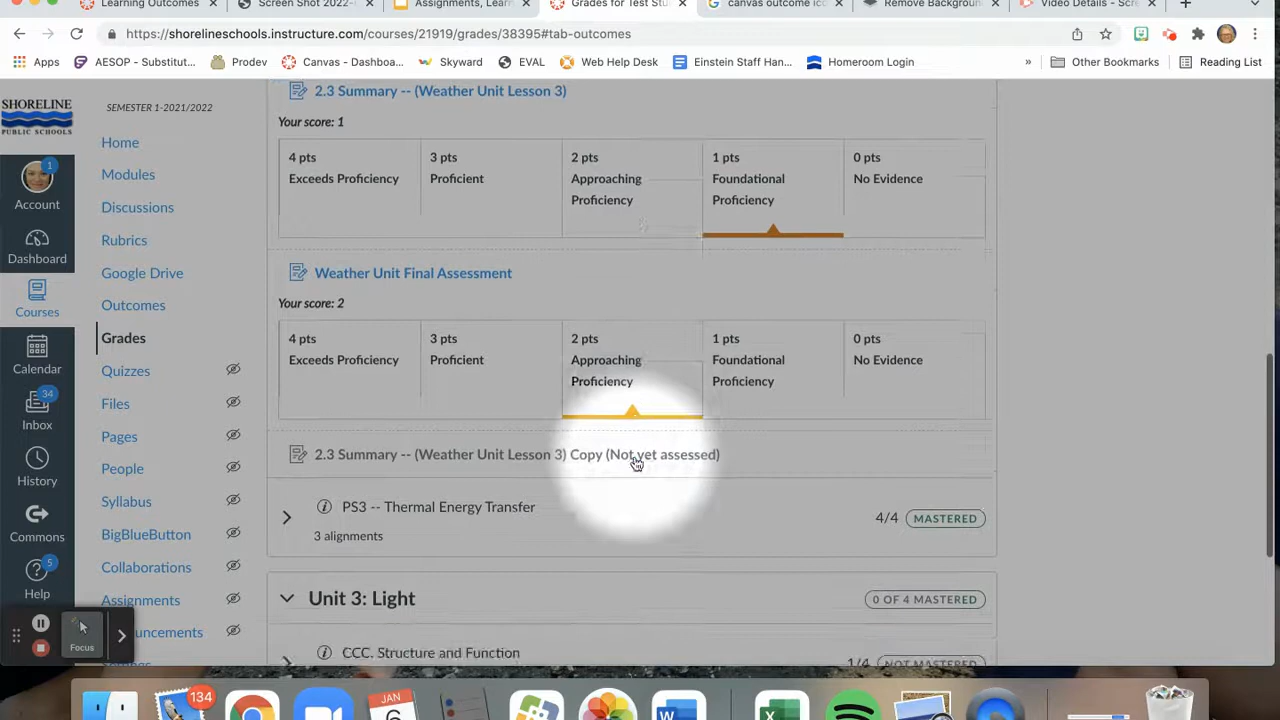 Learning Outcomes
Screen Shot 2022-
Assignments, Learn
Grades for Test Stu
canvas outcome ico
Remove Backgroun
Video Details - Scre
https://shorelineschools.instructure.com/courses/21919/grades/38395#tab-outcomes
Apps
AESOP - Substitut...
Prodev
Canvas - Dashboa...
Skyward
EVAL
Web Help Desk
Einstein Staff Han...
Homeroom Login
»
Other Bookmarks
Reading List
SHORELINE
PUBLIC SCHOOLS
1
Account
Dashboard
Courses
Calendar
34
Inbox
History
Commons
5
Help
SEMESTER 1-2021/2022
Home
Modules
Discussions
Rubrics
Google Drive
Outcomes
Grades
Quizzes
Files
Pages
People
Syllabus
BigBlueButton
Collaborations
Assignments
uncements
2.3 Summary -- (Weather Unit Lesson 3)
Your score: 1
4 pts
Exceeds Proficiency
3 pts
Proficient
2 pts
Approaching
Proficiency
1 pts
Foundational
Proficiency
0 pts
No Evidence
Weather Unit Final Assessment
Your score: 2
4 pts
Exceeds Proficiency
3 pts
Proficient
2 pts
Approaching
Proficiency
1 pts
Foundational
Proficiency
0 pts
No Evidence
2.3 Summary -- (Weather Unit Lesson 3) Copy (Not yet assessed)
PS3 -- Thermal Energy Transfer
3 alignments
4/4 MASTERED
Unit 3: Light
0 OF 4 MASTERED
CCC. Structure and Function
1/4 NOT MASTERED
Focus
134
JAN
6
W
X